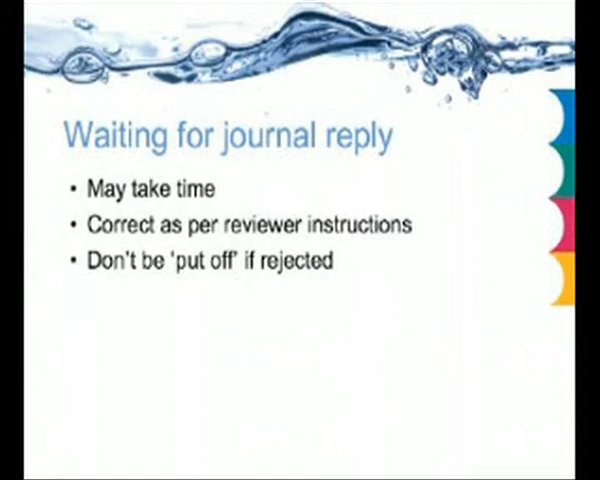 Waiting for journal reply
• May take time
• Correct as per reviewer instructions
• Don't be 'put off' if rejected